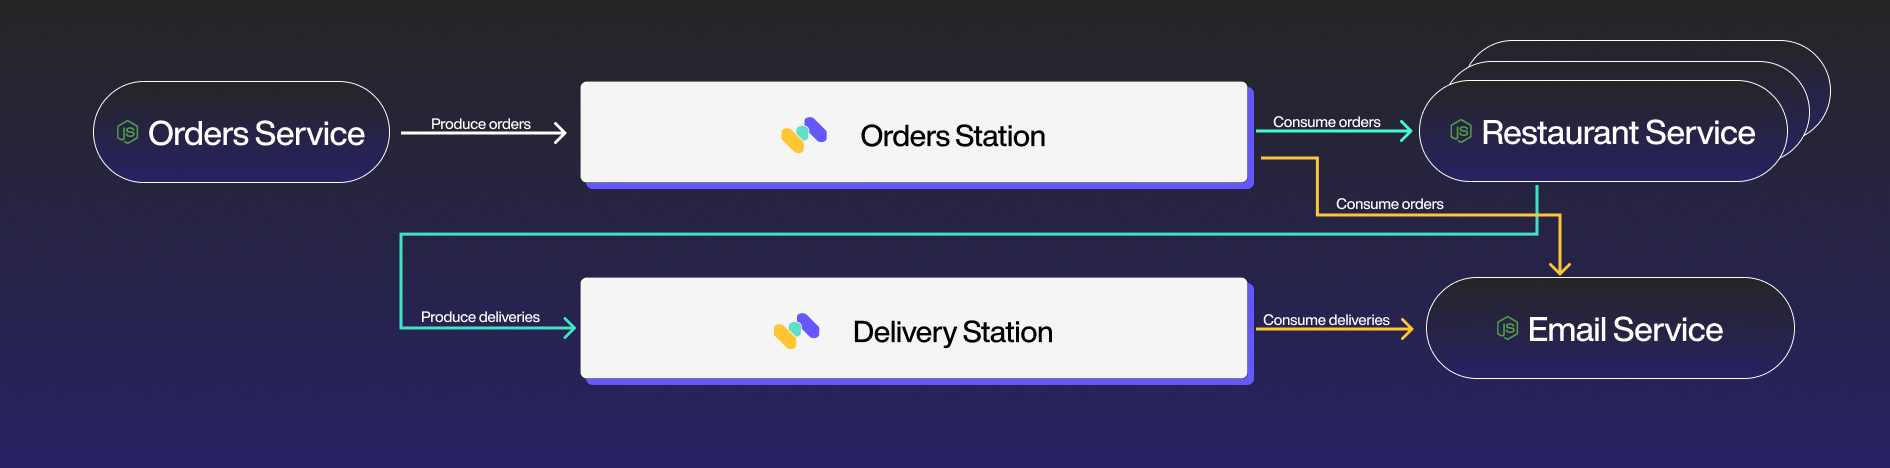 JS Orders Service
Produce orders
Orders Station
Consume orders
JS Restaurant Service
Consume orders
Produce deliveries
Delivery Station
Consume deliveries
JS Email Service